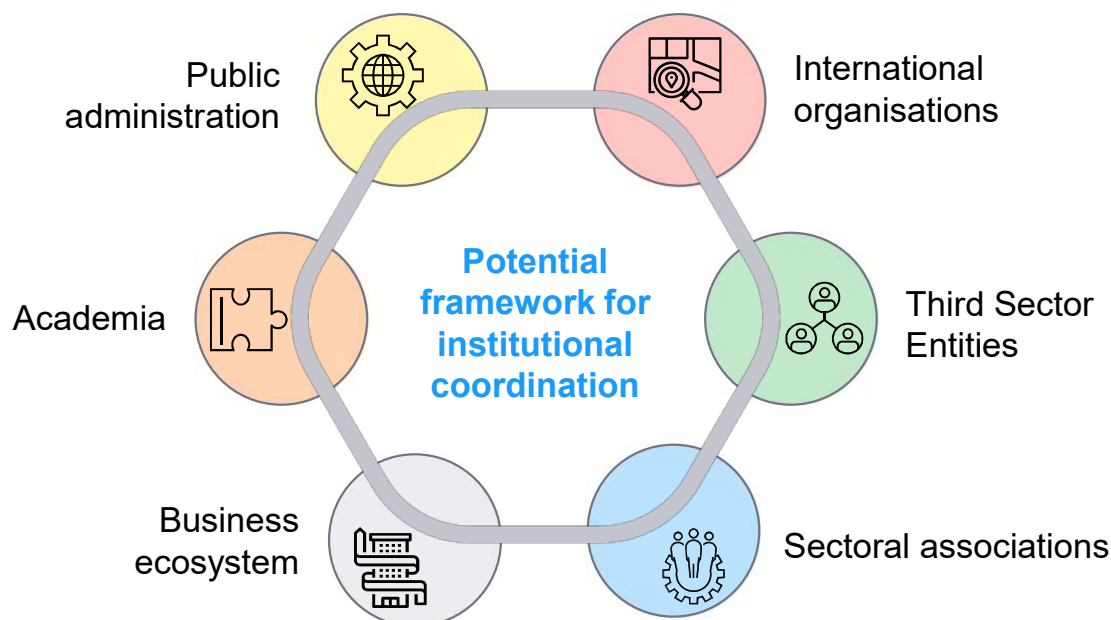 Public
administration
International
organisations
Academia
Potential
framework for
institutional
coordination
Third Sector
Entities
Business
ecosystem
Sectoral associations